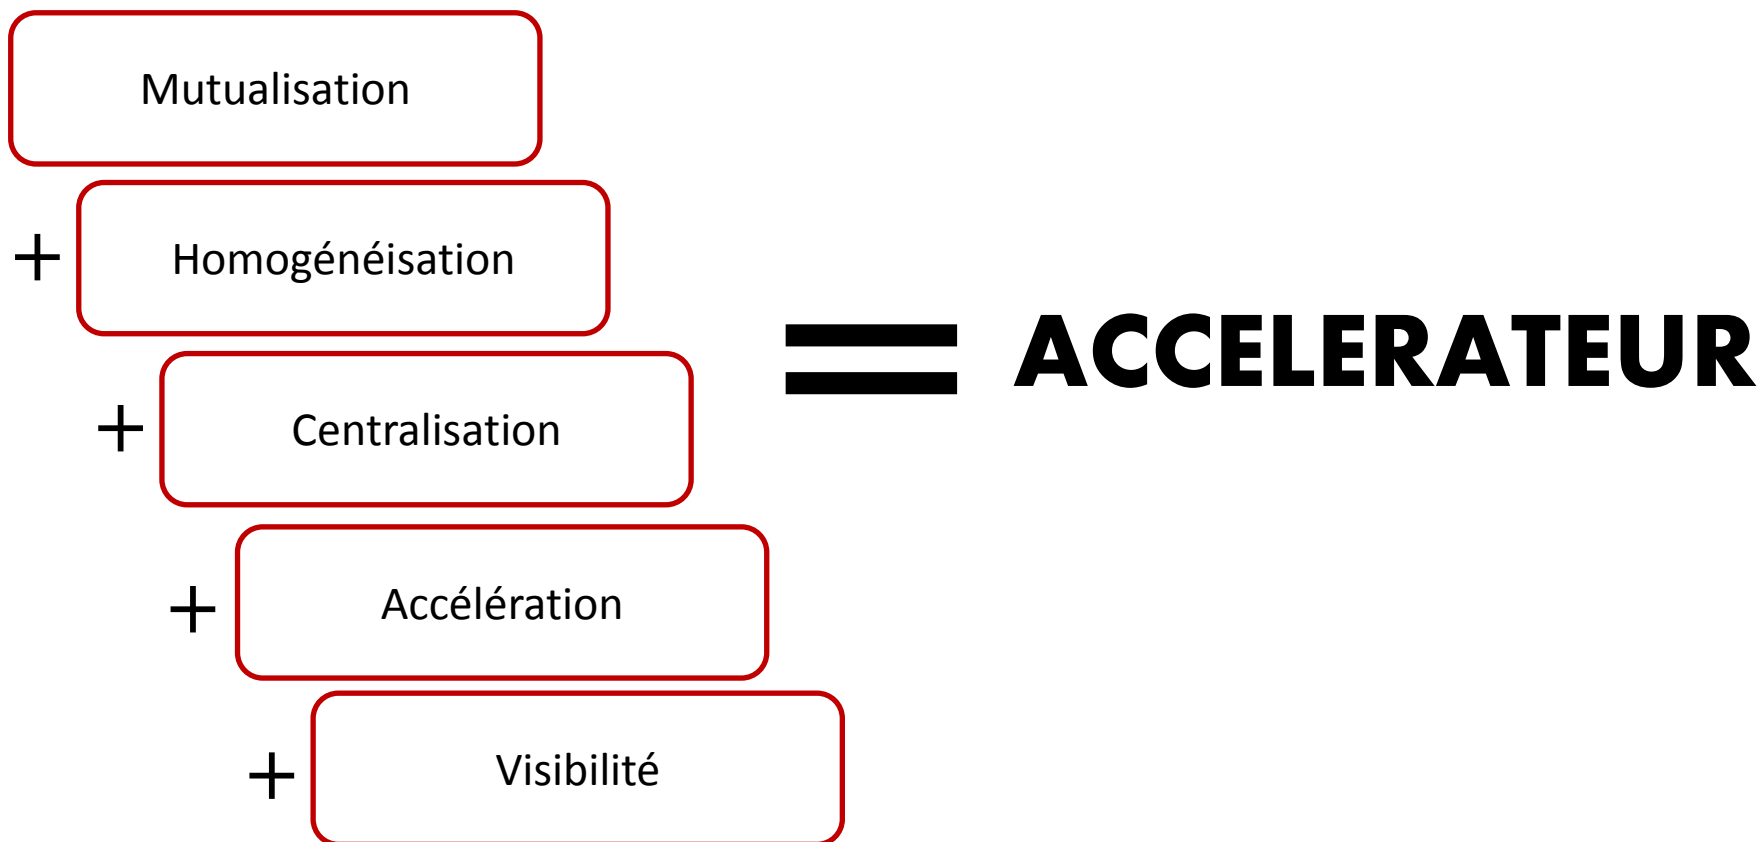 Mutualisation
+ Homogénéisation
+ Centralisation
+ Accélération
+ Visibilité
= ACCELERATEUR